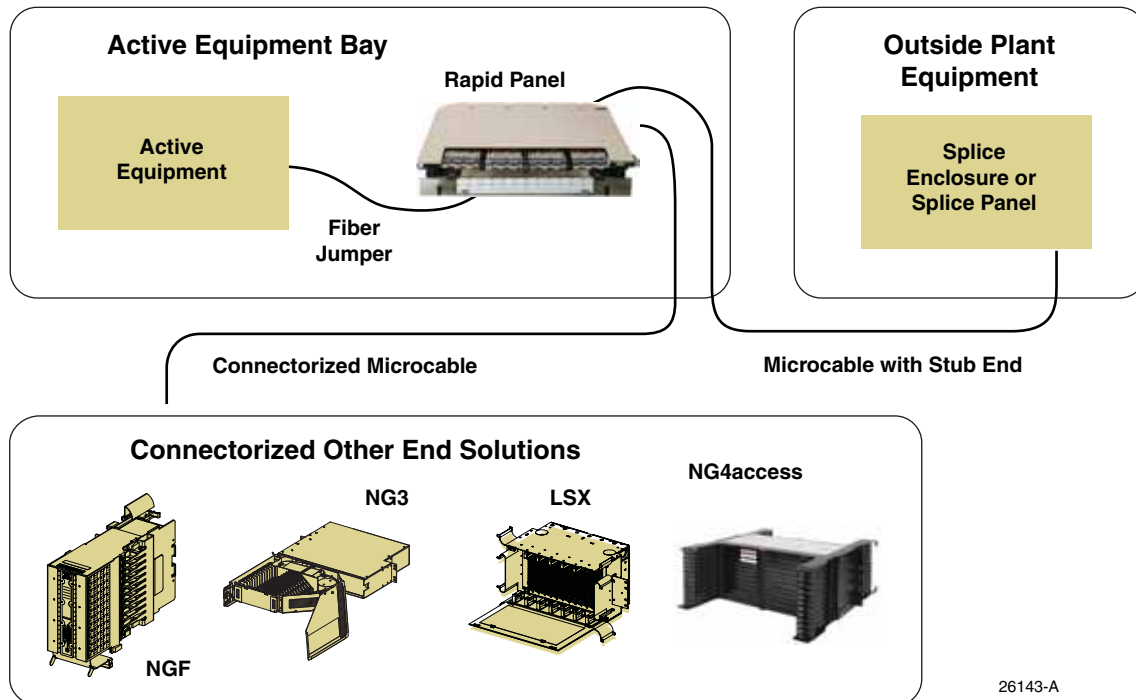 Active Equipment Bay
Rapid Panel
Active
Equipment
Fiber
Jumper
Outside Plant
Equipment
Splice
Enclosure or
Splice Panel
Connectorized Microcable
Microcable with Stub End
Connectorized Other End Solutions
NGF
NG3
LSX
NG4access
26143-A